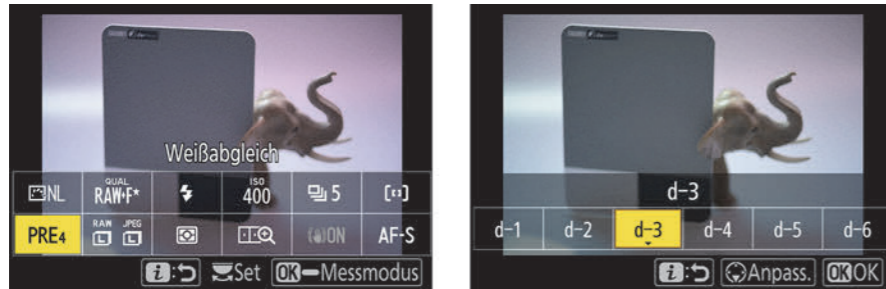 Weißabgleich
NL QUAL RAW+F★ ISO 400 5
PRE4 RAW L JPEG L ON AF-S
i: Set OK Messmodus
d-3
d-1 d-2 d-3 d-4 d-5 d-6
i: Anpass. OK OK